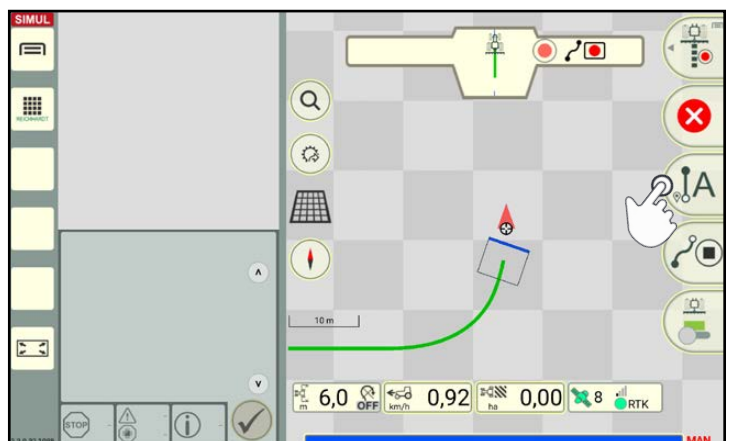 SIMUL
REICHHARDT
A
10 m
m 6,0 OFF km/h 0,92 ha 0,00 8 RTK
STOP
MAN